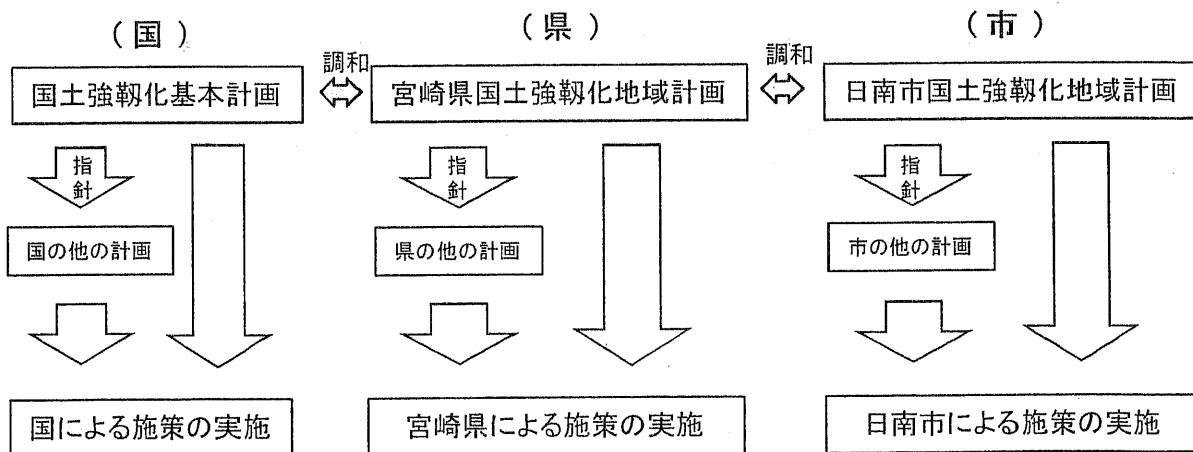 （国）
（県）
（市）
国土強靱化基本計画
調和
宮崎県国土強靱化地域計画
調和
日南市国土強靱化地域計画
指針
指針
指針
国の他の計画
県の他の計画
市の他の計画
国による施策の実施
宮崎県による施策の実施
日南市による施策の実施